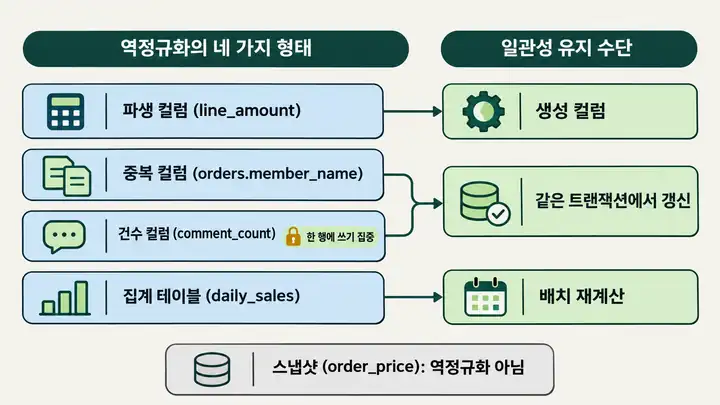 역정규화의 네 가지 형태
일관성 유지 수단
파생 컬럼 (line_amount)
생성 컬럼
중복 컬럼 (orders.member_name)
같은 트랜잭션에서 갱신
건수 컬럼 (comment_count)
한 행에 쓰기 집중
집계 테이블 (daily_sales)
배치 재계산
스냅샷 (order_price): 역정규화 아님